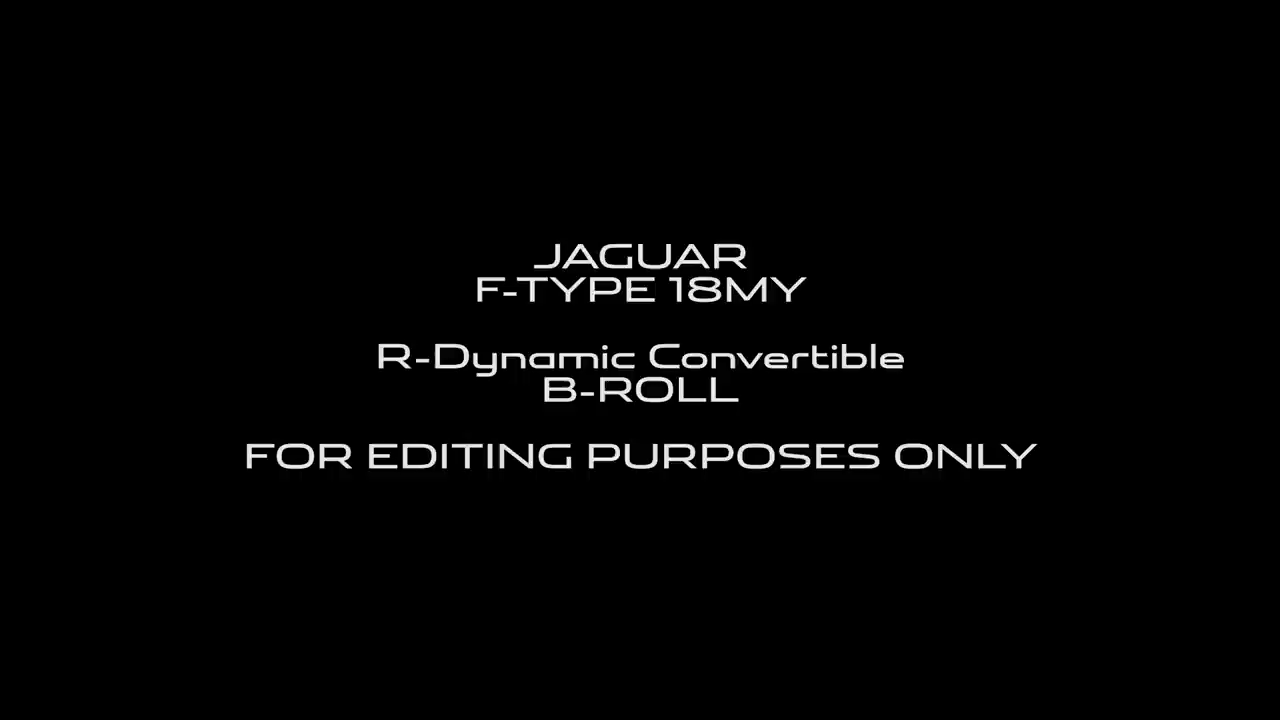 JAGUAR
F-TYPE 18MY
R-Dynamic Convertible
B-ROLL
FOR EDITING PURPOSES ONLY